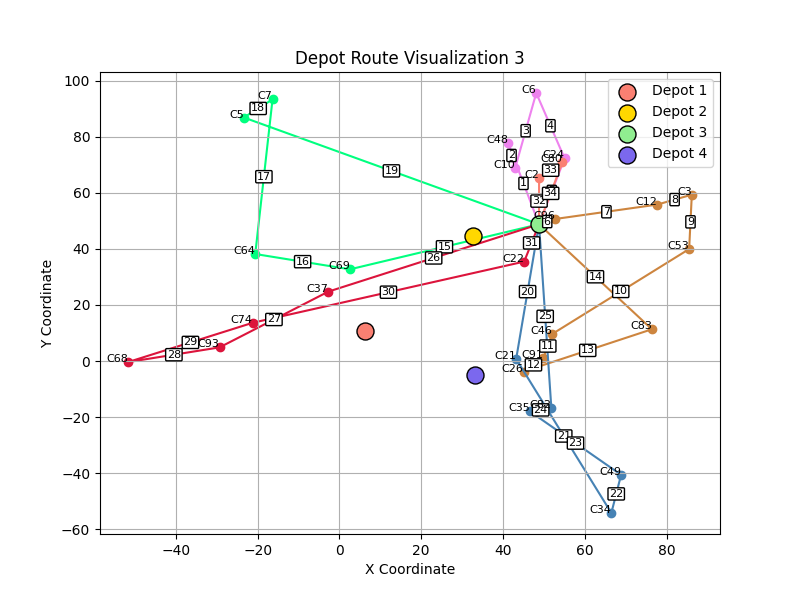 Depot Route Visualization 3
Depot 1
Depot 2
Depot 3
Depot 4
Y Coordinate
100
80
60
40
20
0
−20
−40
−60
−40
−20
0
20
40
60
80
X Coordinate
C7
C5
18
C6
4
3
C48
2
C24
C80
C10
33
C2
19
17
1
34
32
C3
C12
8
7
9
6
31
15
26
C53
C64
16
C69
C22
14
C37
30
20
10
25
C74
27
C46
C83
29
C93
28
C68
11
13
C21
12
C26
C35
24
21
23
C49
22
C34